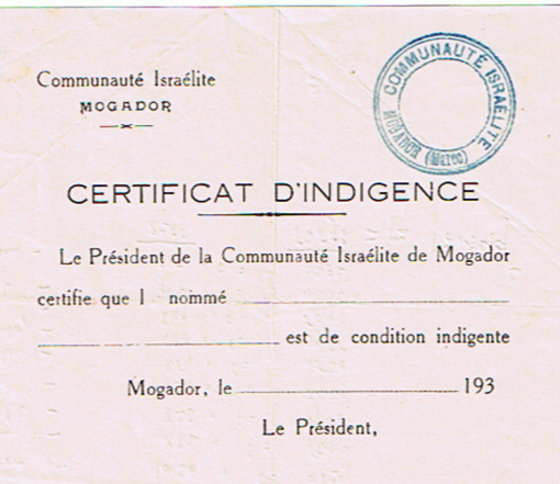 Communauté Israélite
MOGADOR
COMMUNAUTÉ ISRAÉLITE
MOGADOR (Maroc)
CERTIFICAT D'INDIGENCE
Le Président de la Communauté Israélite de Mogador
certifie que l nommé
est de condition indigente
Mogador, le 193
Le Président,